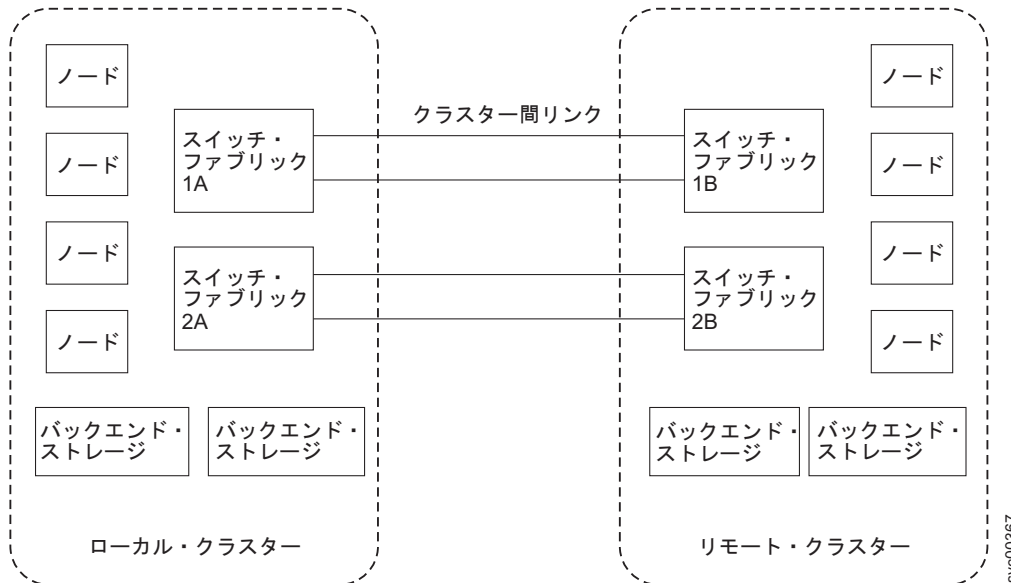 ノード
ノード
ノード
ノード
スイッチ・
ファブリック
1A
スイッチ・
ファブリック
2A
バックエンド・
ストレージ
バックエンド・
ストレージ
ローカル・クラスター
クラスター間リンク
スイッチ・
ファブリック
1B
スイッチ・
ファブリック
2B
ノード
ノード
ノード
ノード
バックエンド・
ストレージ
バックエンド・
ストレージ
リモート・クラスター